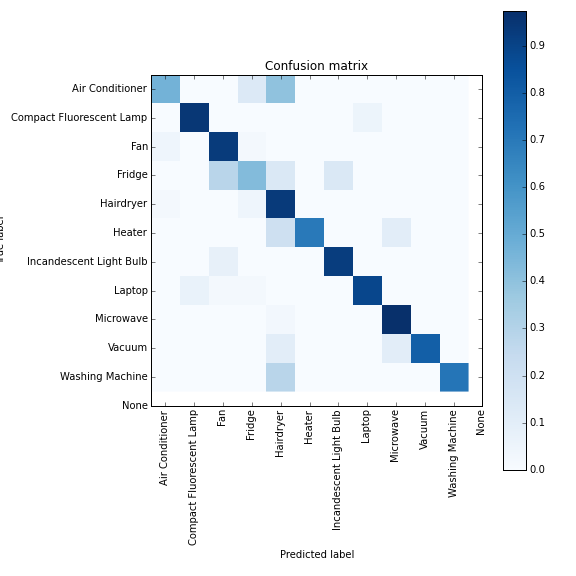 Confusion matrix
Air Conditioner
Compact Fluorescent Lamp
Fan
Fridge
Hairdryer
Heater
Incandescent Light Bulb
Laptop
Microwave
Vacuum
Washing Machine
None
Air Conditioner
Compact Fluorescent Lamp
Fan
Fridge
Hairdryer
Heater
Incandescent Light Bulb
Laptop
Microwave
Vacuum
Washing Machine
None
Predicted label
0.9
0.8
0.7
0.6
0.5
0.4
0.3
0.2
0.1
0.0